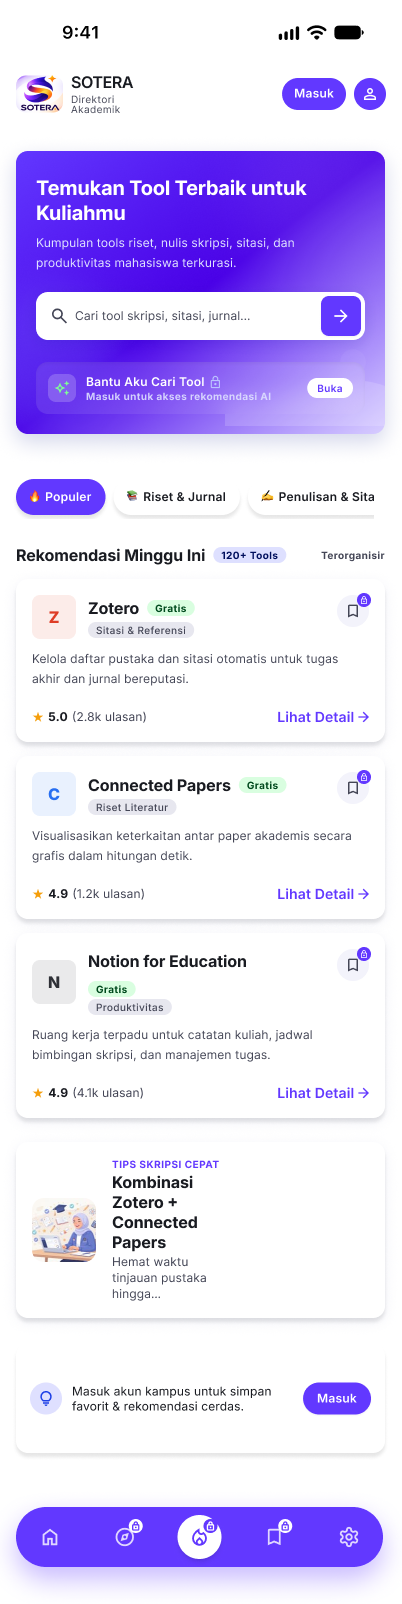 9:41
SOTERA
SOTERA
Direktori
Akademik
Masuk
Temukan Tool Terbaik untuk
Kuliahmu
Kumpulan tools riset, nulis skripsi, sitasi, dan
produktivitas mahasiswa terkurasi.
Cari tool skripsi, sitasi, jurnal...
Bantu Aku Cari Tool
Masuk untuk akses rekomendasi AI
Buka
Populer
Riset & Jurnal
Penulisan & Sita
Rekomendasi Minggu Ini
120+ Tools
Terorganisir
Z
Zotero
Gratis
Sitasi & Referensi
Kelola daftar pustaka dan sitasi otomatis untuk tugas
akhir dan jurnal bereputasi.
★ 5.0 (2.8k ulasan)
Lihat Detail →
C
Connected Papers
Gratis
Riset Literatur
Visualisasikan keterkaitan antar paper akademis secara
grafis dalam hitungan detik.
★ 4.9 (1.2k ulasan)
Lihat Detail →
N
Notion for Education
Gratis
Produktivitas
Ruang kerja terpadu untuk catatan kuliah, jadwal
bimbingan skripsi, dan manajemen tugas.
★ 4.9 (4.1k ulasan)
Lihat Detail →
TIPS SKRIPSI CEPAT
Kombinasi
Zotero +
Connected
Papers
Hemat waktu
tinjauan pustaka
hingga...
Masuk akun kampus untuk simpan
favorit & rekomendasi cerdas.
Masuk